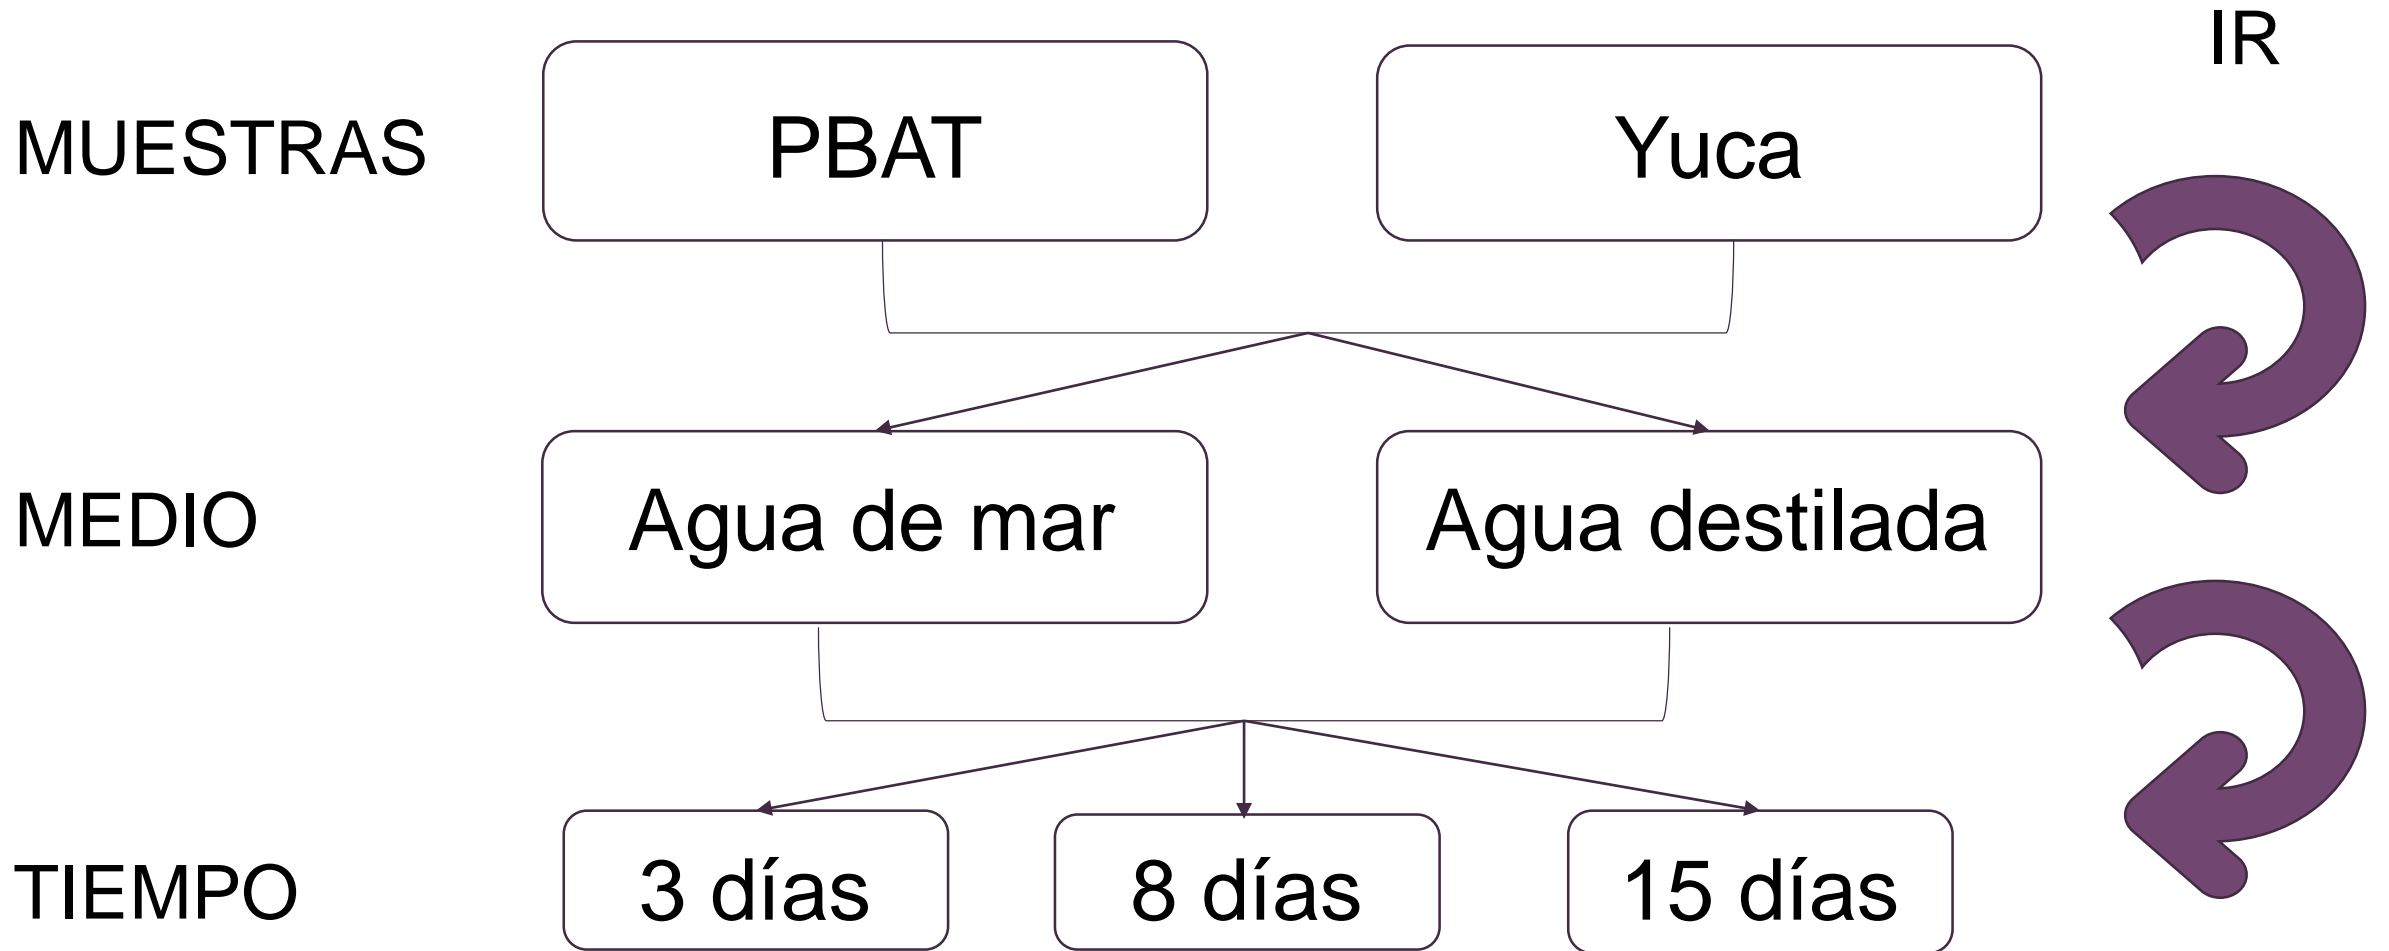 IR
MUESTRAS
PBAT
Yuca
MEDIO
Agua de mar
Agua destilada
TIEMPO
3 días
8 días
15 días